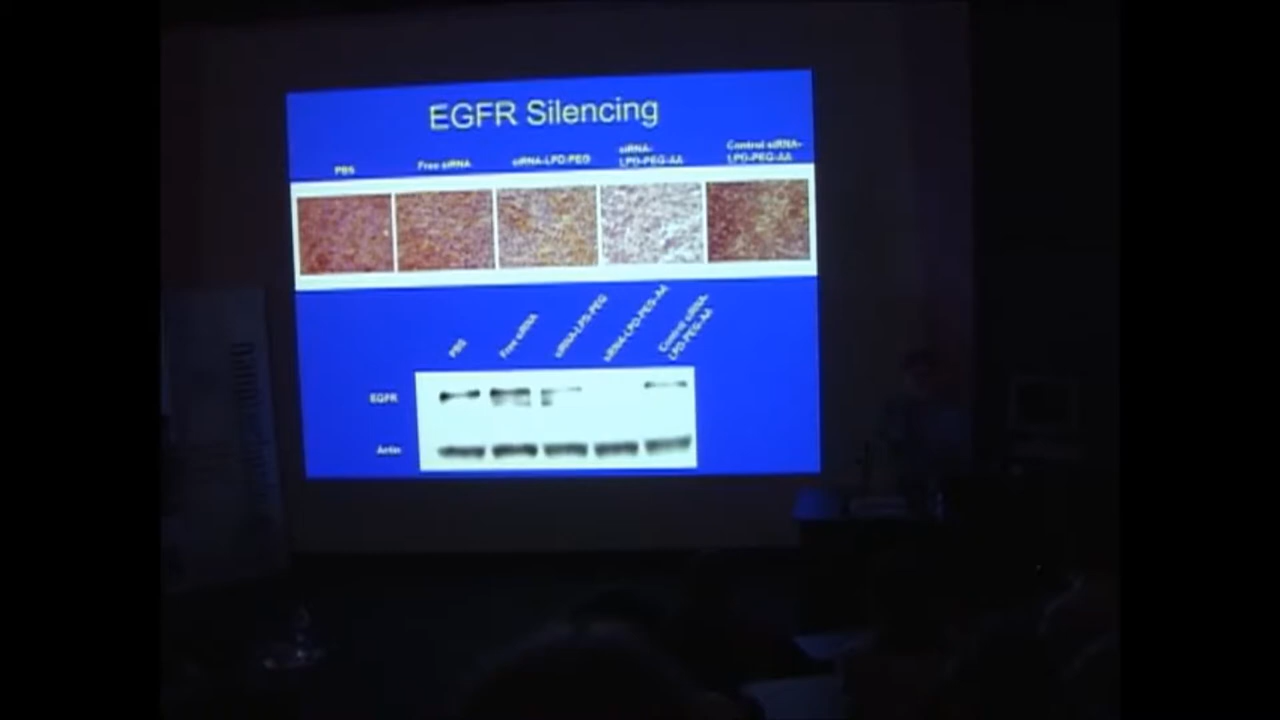 EGFR Silencing
PBS
Free siRNA
siRNA-LPD-PEG
siRNA-
LPD-PEG-AA
Control siRNA-
LPD-PEG-AA
PBS
Free siRNA
siRNA-LPD-PEG
siRNA-LPD-PEG-AA
Control siRNA-
LPD-PEG-AA
EGFR
Actin